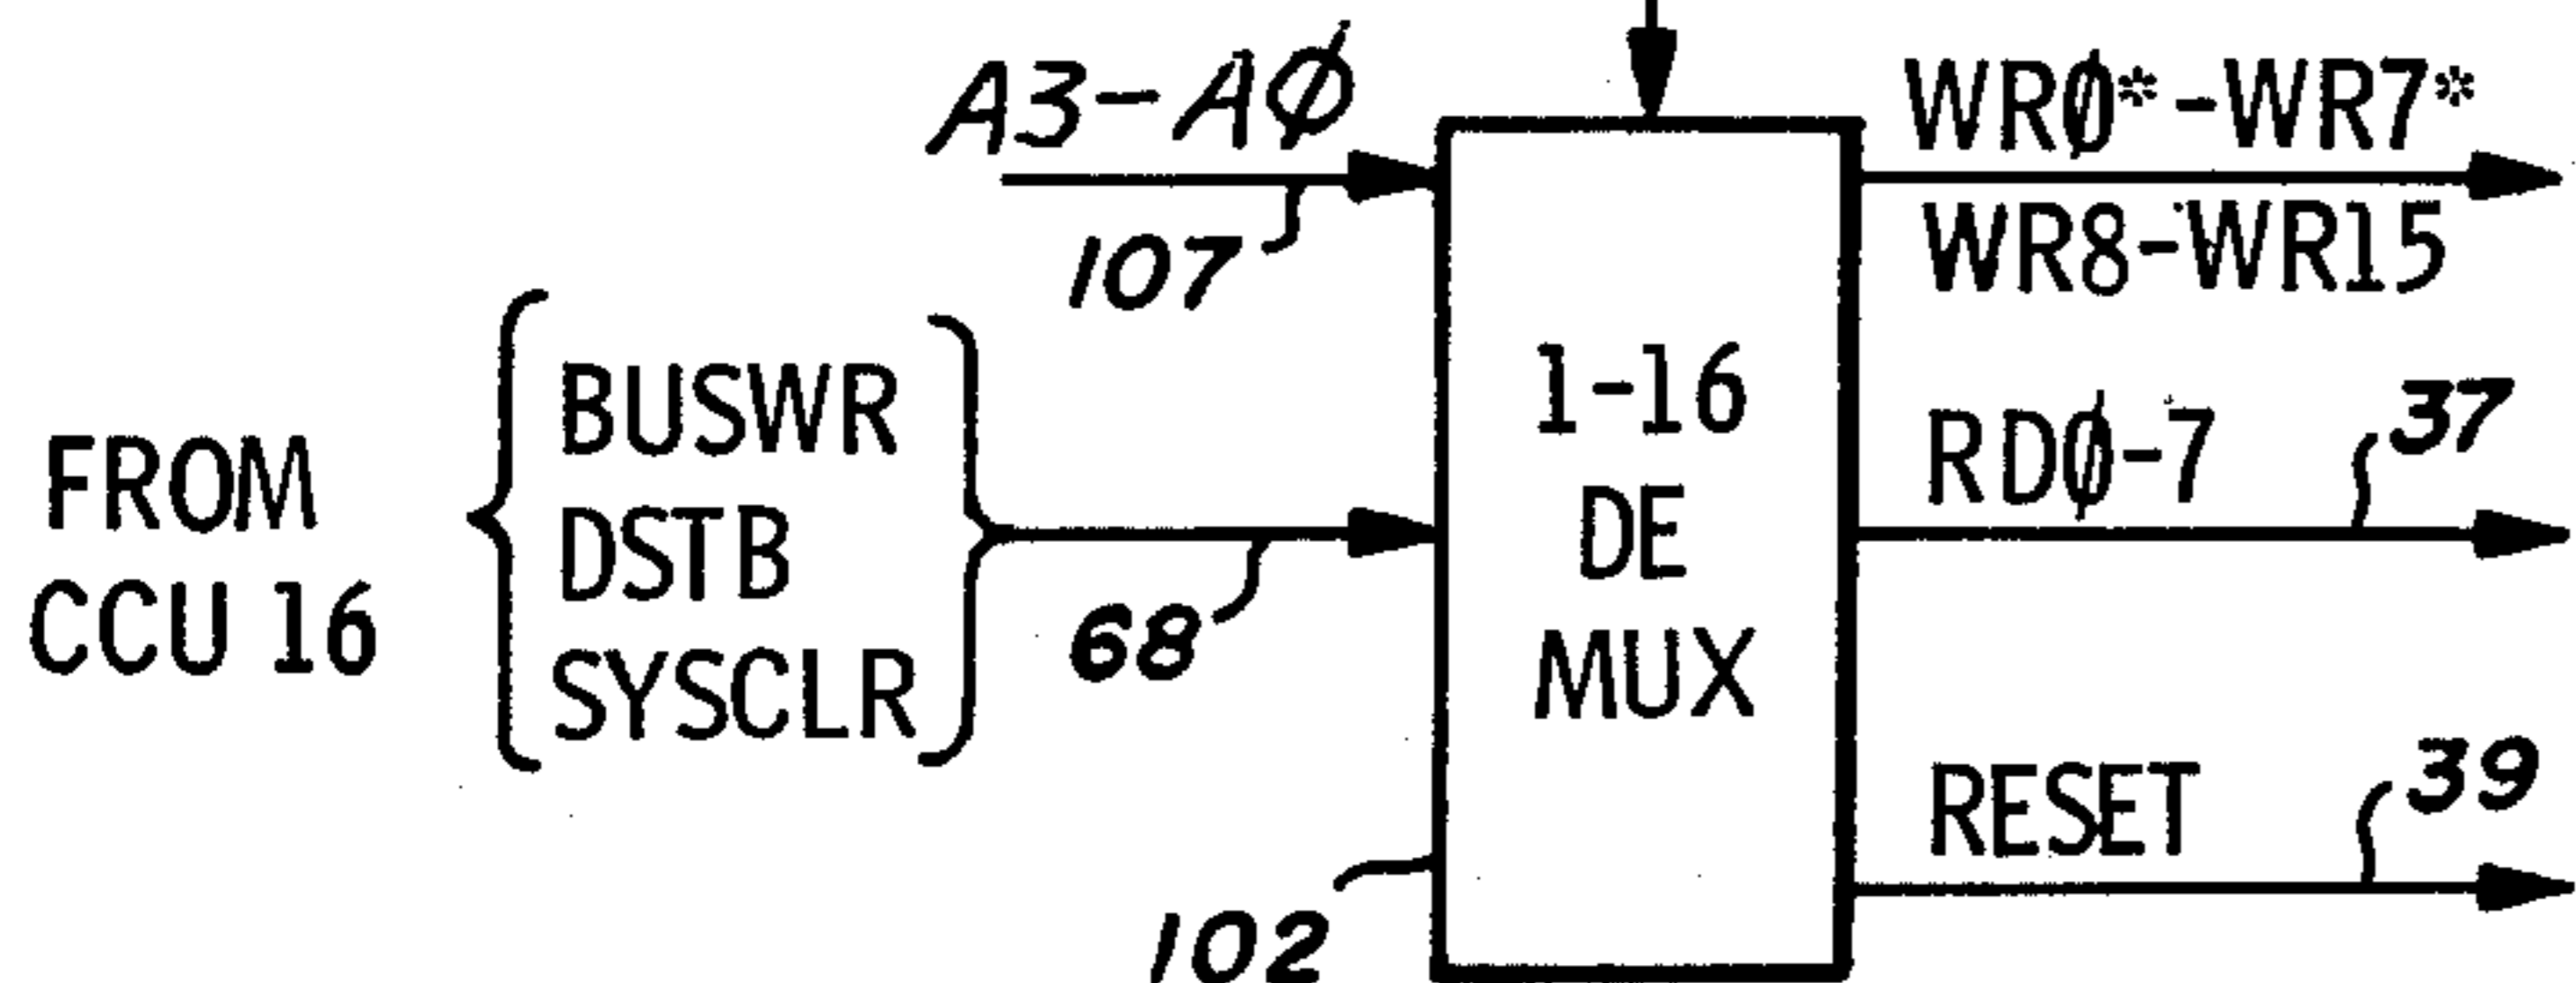 A3-AØ
107
WRØ*-WR7*
WR8-WR15
FROM
CCU 16
BUSWR
DSTB
SYSCLR
68
1-16
DE
MUX
RDØ-7
37
RESET
39
102